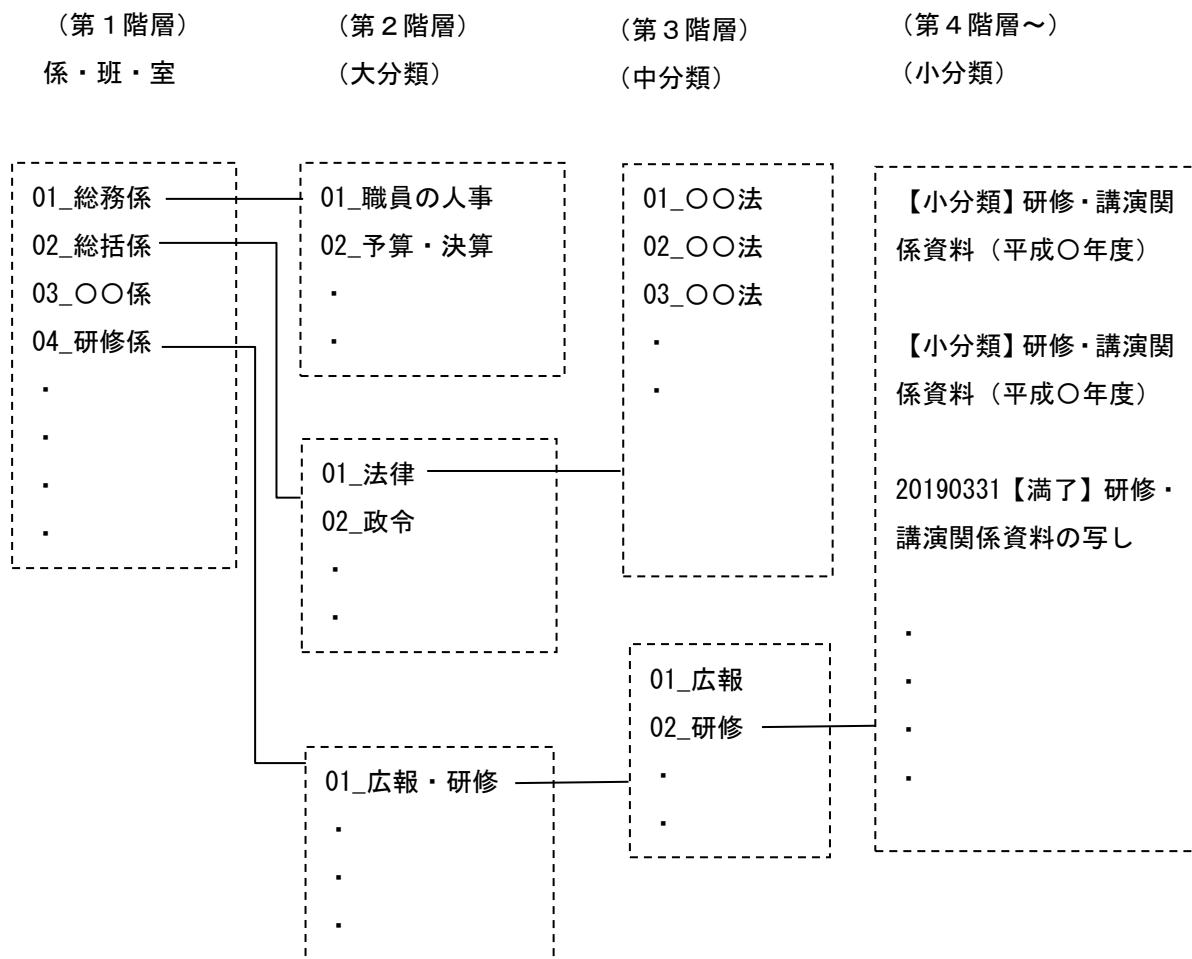 （第１階層）
係・班・室
（第２階層）
（大分類）
（第３階層）
（中分類）
（第４階層～）
（小分類）
01_総務係
02_総括係
03_〇〇係
04_研修係
・
・
・
・
01_職員の人事
02_予算・決算
・
・
01_法律
02_政令
・
・
01_広報・研修
・
・
・
01_〇〇法
02_〇〇法
03_〇〇法
・
・
01_広報
02_研修
・
・
【小分類】研修・講演関
係資料（平成〇年度）
【小分類】研修・講演関
係資料（平成〇年度）
20190331【満了】研修・
講演関係資料の写し
・
・
・
・